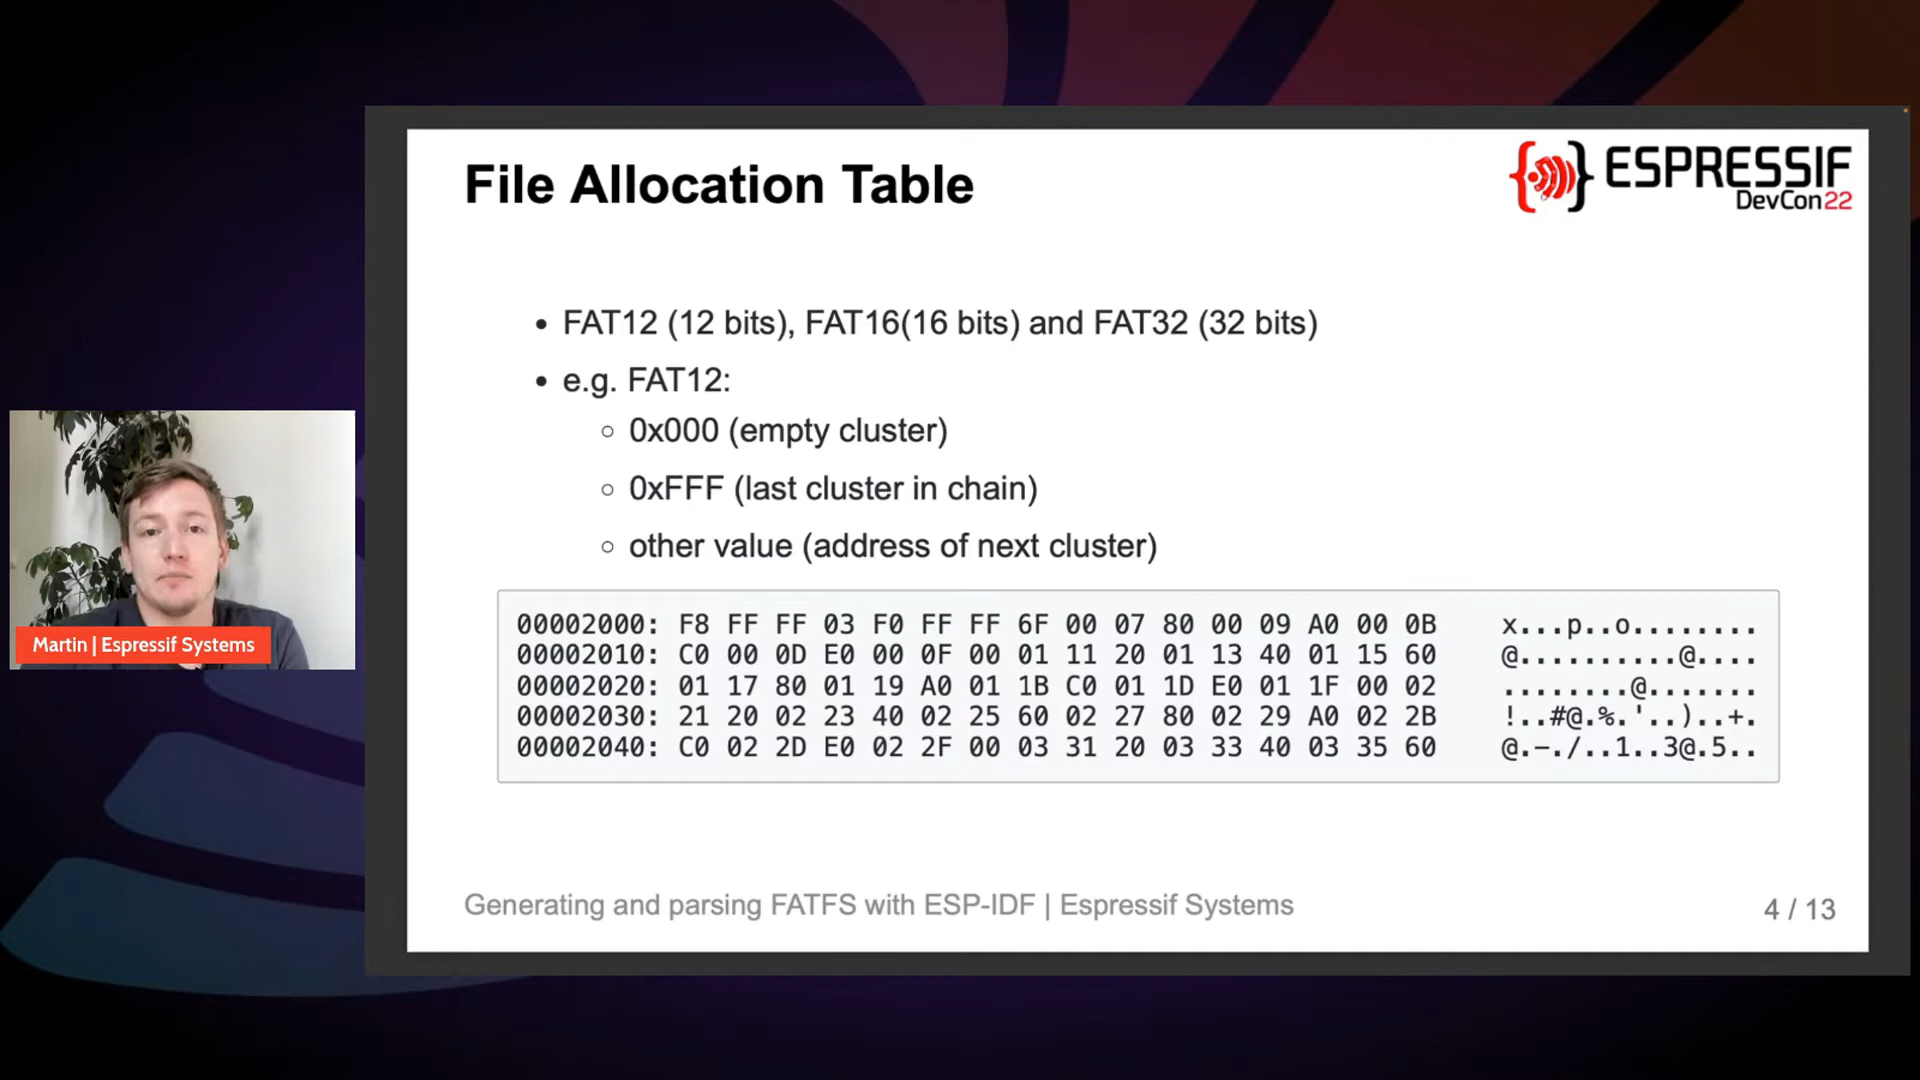 File Allocation Table
ESPRESSIF
DevCon22
• FAT12 (12 bits), FAT16(16 bits) and FAT32 (32 bits)
• e.g. FAT12:
○ 0x000 (empty cluster)
○ 0xFFF (last cluster in chain)
○ other value (address of next cluster)
00002000: F8 FF FF 03 F0 FF FF 6F 00 07 80 00 09 A0 00 0B x...p..o........
00002010: C0 00 0D E0 00 0F 00 01 11 20 01 13 40 01 15 60 @..........@....
00002020: 01 17 80 01 19 A0 01 1B C0 01 1D E0 01 1F 00 02 ........@.......
00002030: 21 20 02 23 40 02 25 60 02 27 80 02 29 A0 02 2B !..#@.%.'..)..+.
00002040: C0 02 2D E0 02 2F 00 03 31 20 03 33 40 03 35 60 @.-./..1..3@.5..
Martin | Espressif Systems
Generating and parsing FATFS with ESP-IDF | Espressif Systems
4 / 13